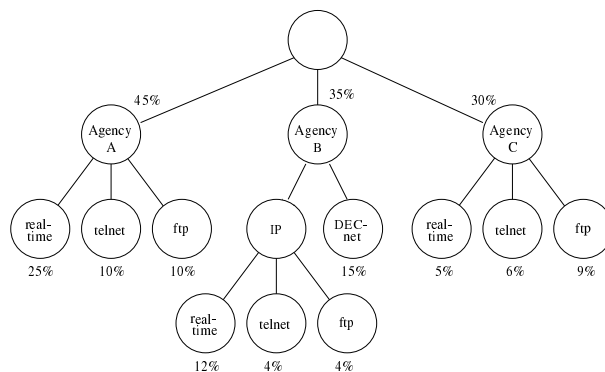 45%
35%
30%
Agency
A
Agency
B
Agency
C
real-
time
telnet
ftp
IP
DEC-
net
real-
time
telnet
ftp
25%
10%
10%
15%
5%
6%
9%
real-
time
telnet
ftp
12%
4%
4%